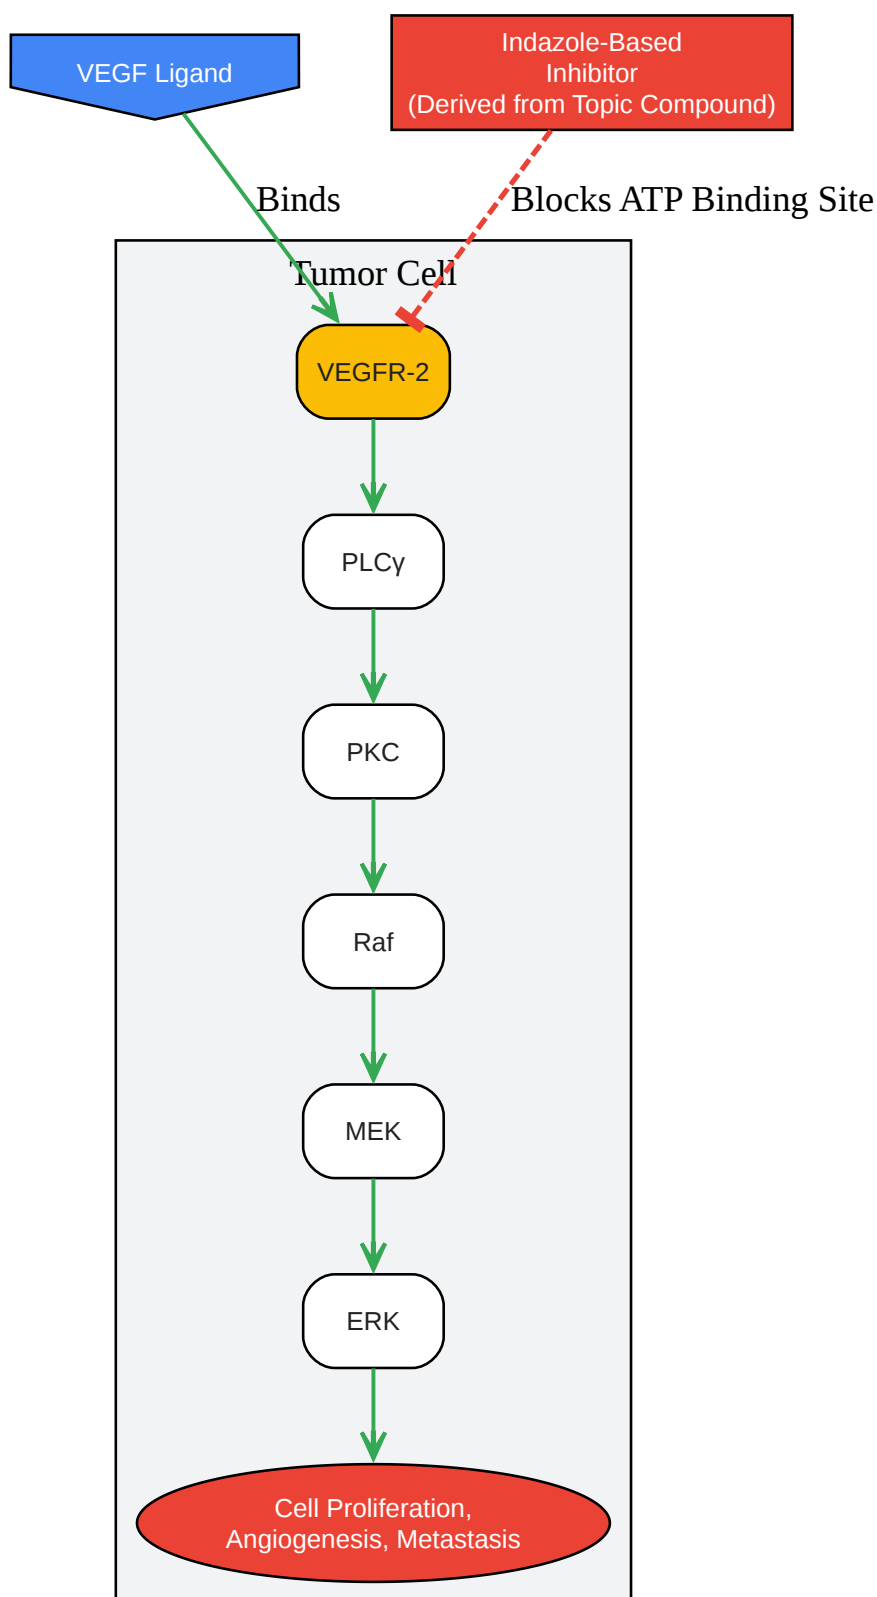 VEGF Ligand
Indazole-Based
Inhibitor
(Derived from Topic Compound)
Binds
Blocks ATP Binding Site
Tumor Cell
VEGFR-2
PLCγ
PKC
Raf
MEK
ERK
Cell Proliferation,
Angiogenesis, Metastasis